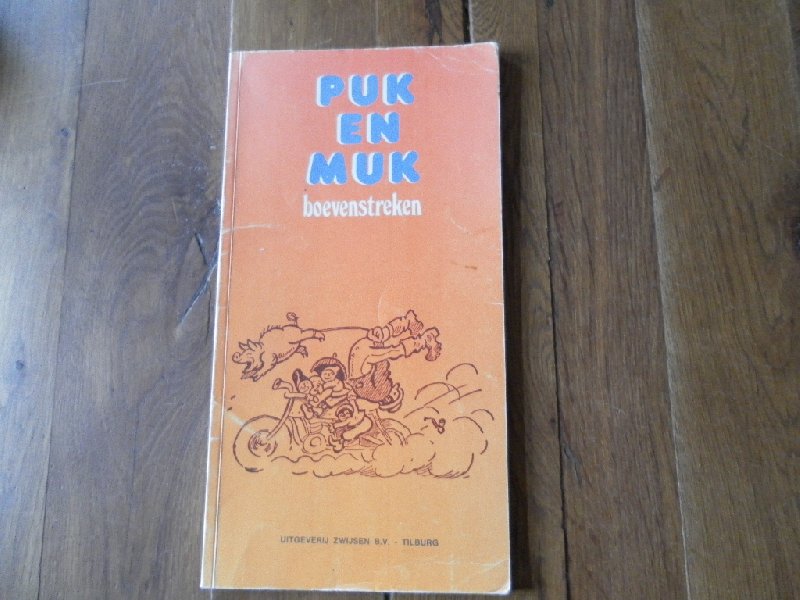 PUK
EN
MUK
boevenstreken
UITGEVERIJ ZWIJSEN B.V. - TILBURG